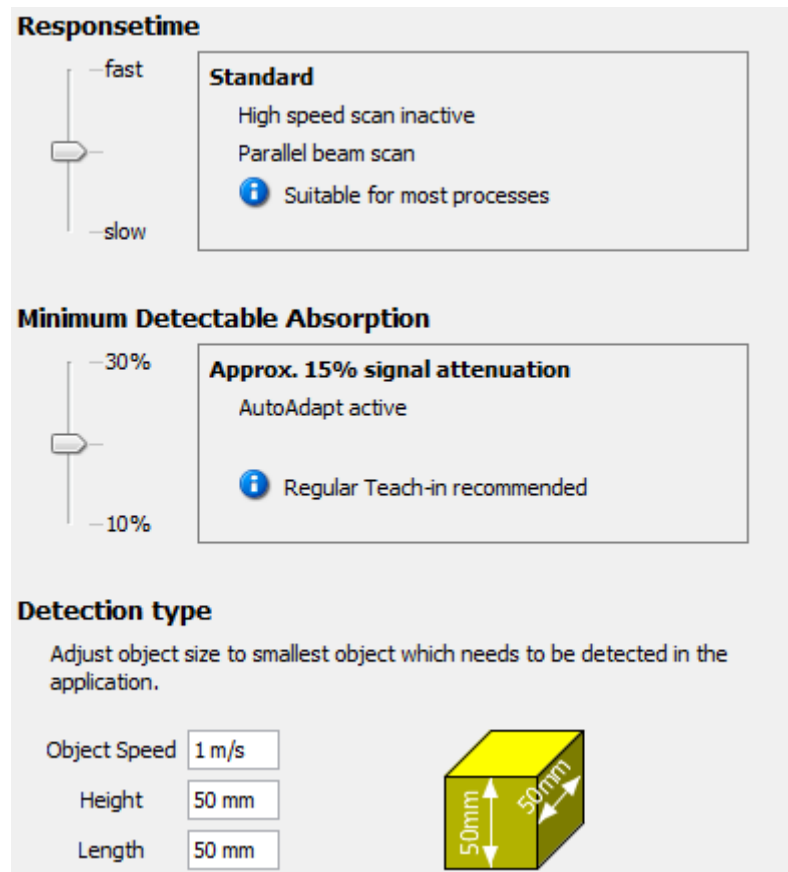 Responsetime
fast
Standard
High speed scan inactive
Parallel beam scan
Suitable for most processes
slow
Minimum Detectable Absorption
30%
Approx. 15% signal attenuation
AutoAdapt active
Regular Teach-in recommended
10%
Detection type
Adjust object size to smallest object which needs to be detected in the
application.
Object Speed 1 m/s
Height 50 mm
Length 50 mm
50mm
50mm